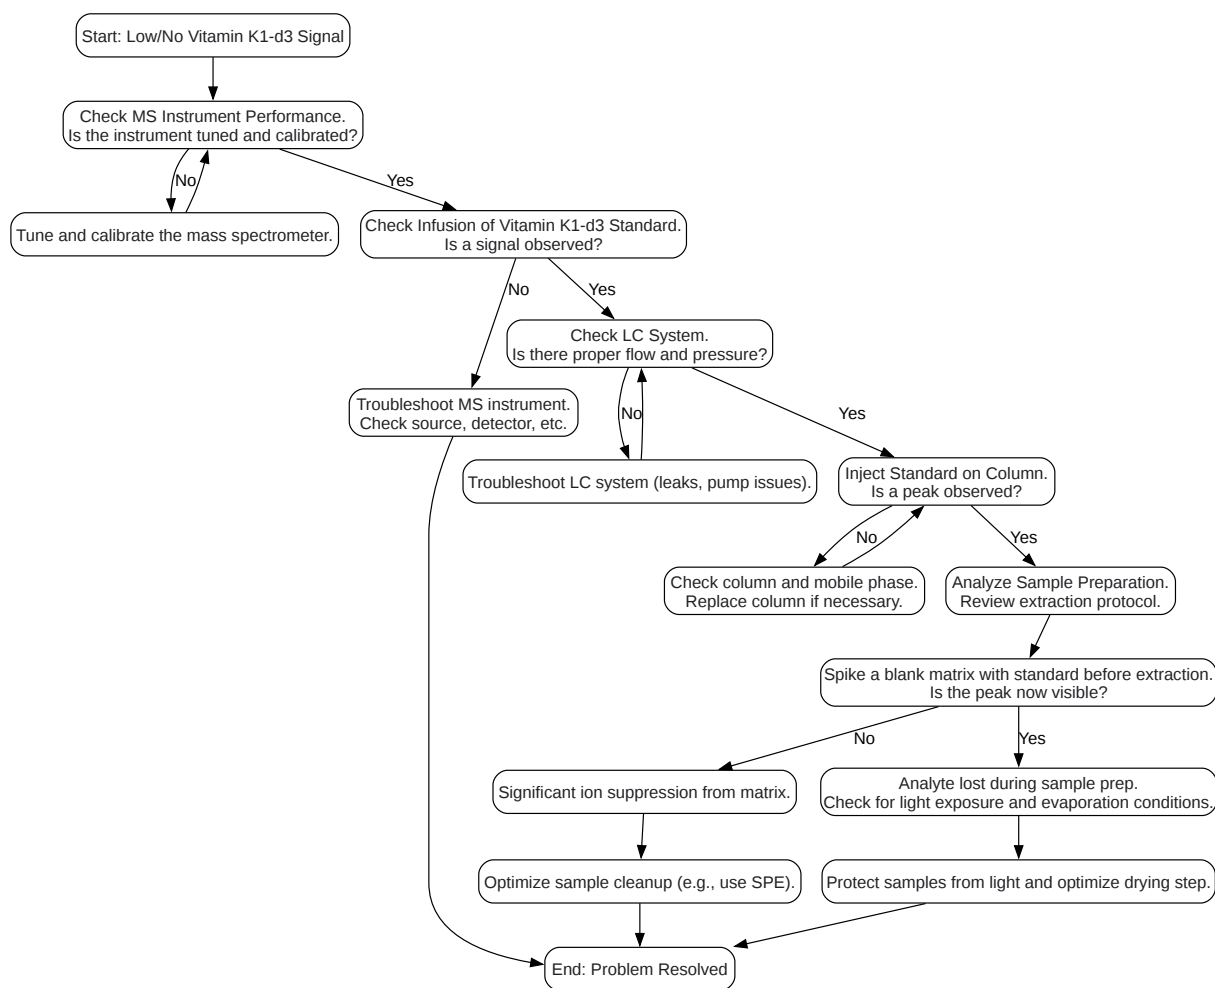 Start: Low/No Vitamin K1-d3 Signal
Check MS Instrument Performance.
Is the instrument tuned and calibrated?
No
Yes
Tune and calibrate the mass spectrometer.
Check Infusion of Vitamin K1-d3 Standard.
Is a signal observed?
No
Yes
Check LC System.
Is there proper flow and pressure?
Troubleshoot MS instrument.
Check source, detector, etc.
No
Yes
Troubleshoot LC system (leaks, pump issues).
Inject Standard on Column.
Is a peak observed?
No
Yes
Check column and mobile phase.
Replace column if necessary.
Analyze Sample Preparation.
Review extraction protocol.
Spike a blank matrix with standard before extraction.
Is the peak now visible?
No
Yes
Significant ion suppression from matrix.
Analyte lost during sample prep.
Check for light exposure and evaporation conditions.
Optimize sample cleanup (e.g., use SPE).
Protect samples from light and optimize drying step.
End: Problem Resolved